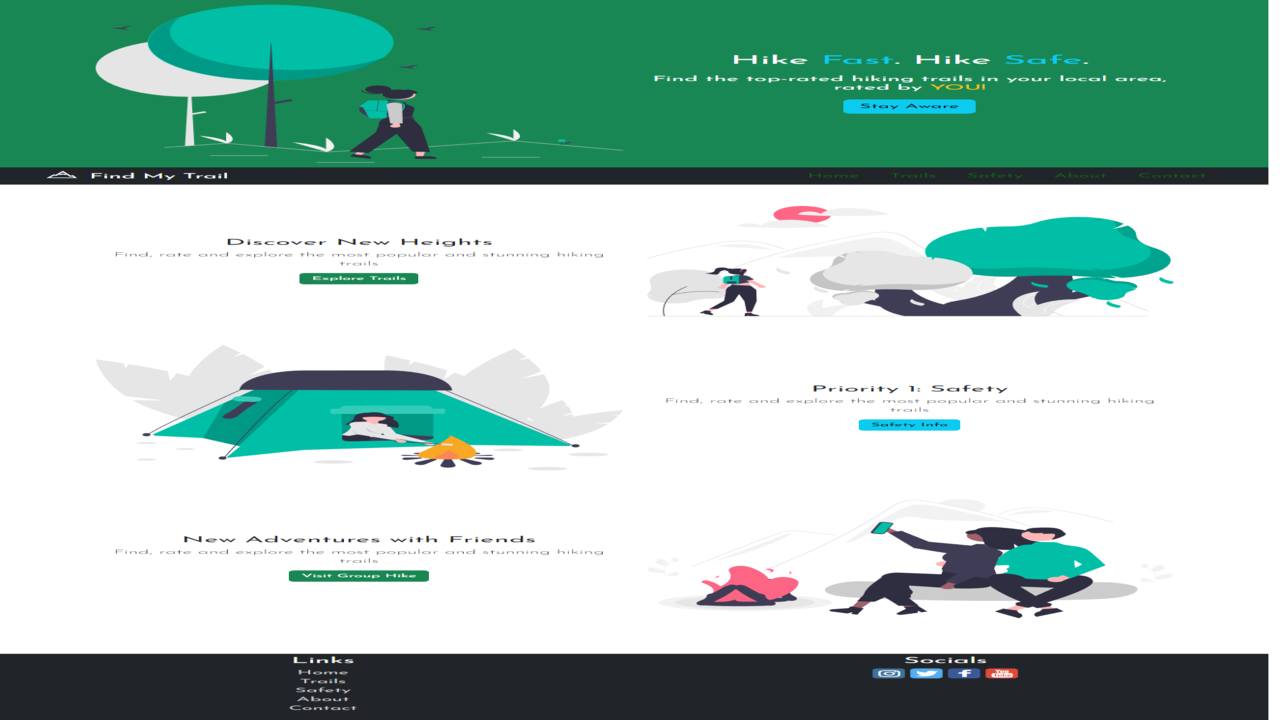 Hike Fast. Hike Safe.
Find the top-rated hiking trails in your local area,
rated by YOU!
Stay Aware
Find My Trail
Home Trails Safety About Contact
Discover New Heights
Find, rate and explore the most popular and stunning hiking
trails
Explore Trails
Priority 1: Safety
Find, rate and explore the most popular and stunning hiking
trails
Safety Info
New Adventures with Friends
Find, rate and explore the most popular and stunning hiking
trails
Visit Group Hike
Links
Home
Trails
Safety
About
Contact
Socials
You
Tube